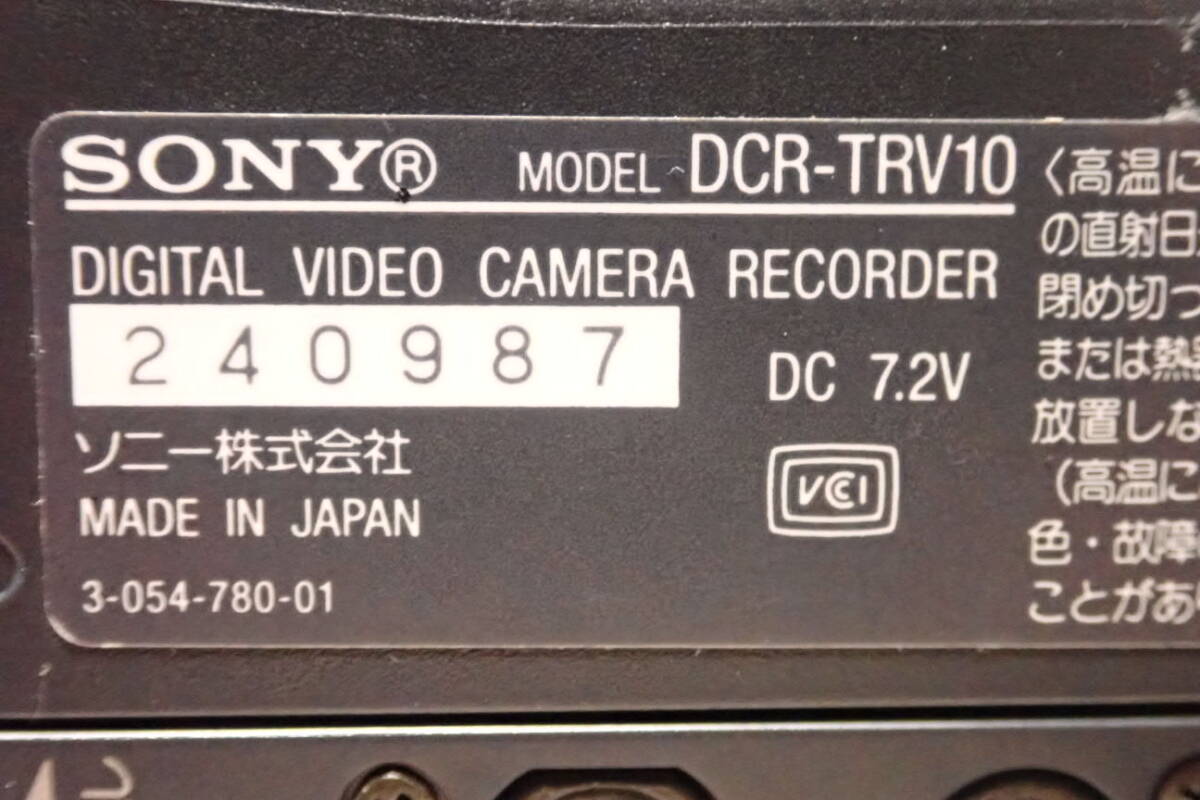 SONY® MODEL DCR-TRV10
DIGITAL VIDEO CAMERA RECORDER
240987
DC 7.2V
ソニー株式会社
VCCI
MADE IN JAPAN
3-054-780-01
〈高温に
の直射日
閉め切っ
または熱
放置しな
(高温に
色・故障
ことがあ